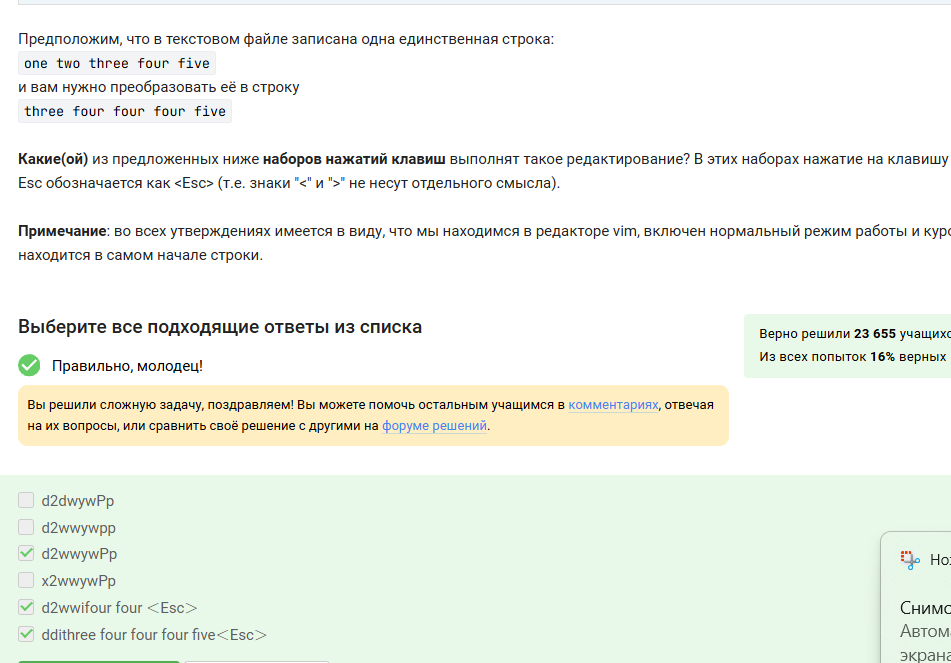 Предположим, что в текстовом файле записана одна единственная строка:
one two three four five
и вам нужно преобразовать её в строку
three four four four five
Какие(ой) из предложенных ниже наборов нажатий клавиш выполнят такое редактирование? В этих наборах нажатие на клавишу
Esc обозначается как <Esc> (т.е. знаки "<" и ">" не несут отдельного смысла).
Примечание: во всех утверждениях имеется в виду, что мы находимся в редакторе vim, включен нормальный режим работы и курс
находится в самом начале строки.
Выберите все подходящие ответы из списка
Верно решили 23 655 учащихс
Из всех попыток 16% верных
Правильно, молодец!
Вы решили сложную задачу, поздравляем! Вы можете помочь остальным учащимся в комментариях, отвечая
на их вопросы, или сравнить своё решение с другими на форуме решений.
d2dwywPp
d2wwywpp
d2wwywPp
x2wwywPp
d2wwifour four <Esc>
ddithree four four four five<Esc>
Но
Снимо
Автом
экрана